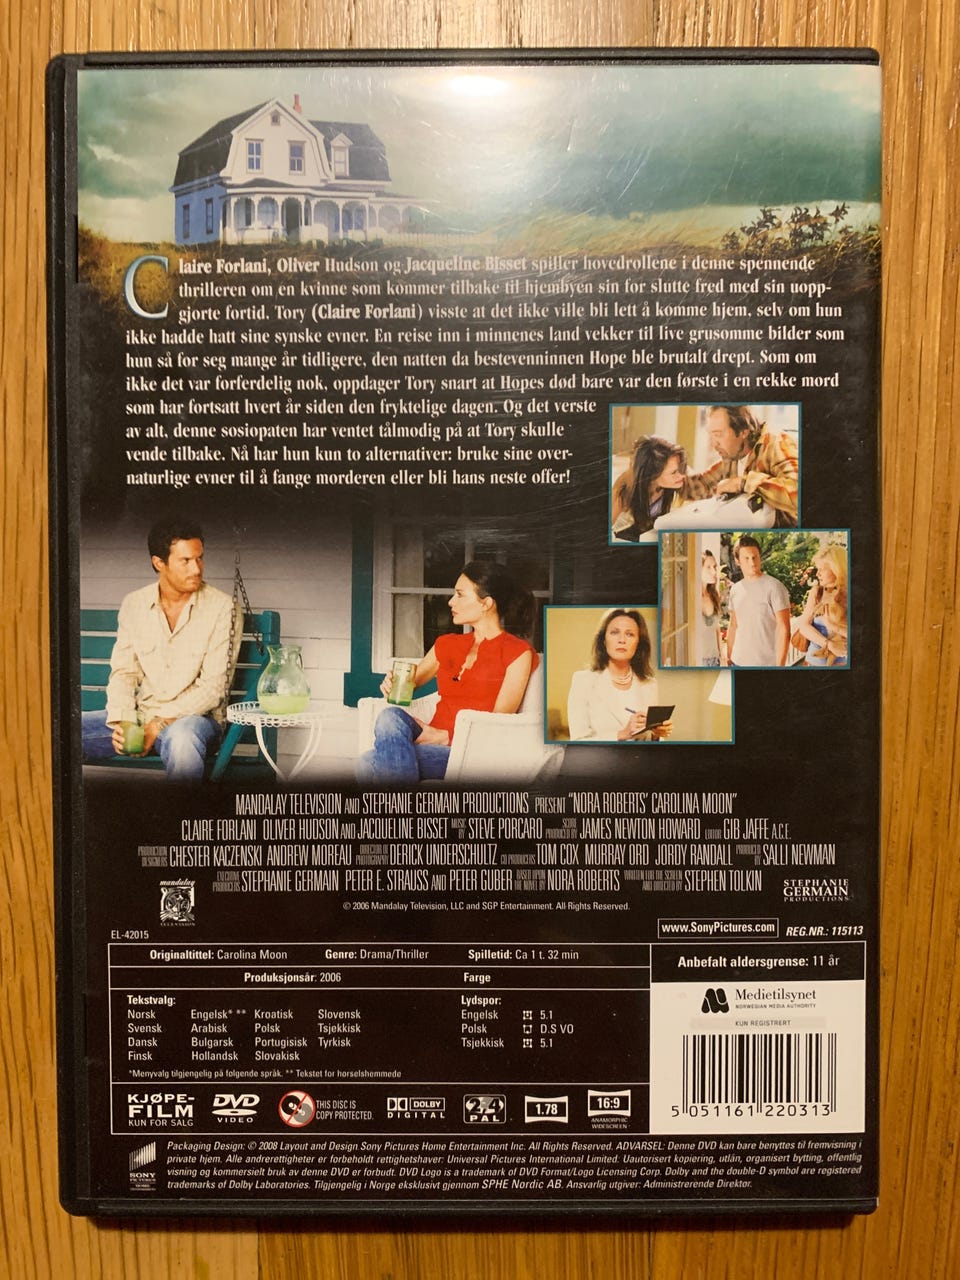 Claire Forlani, Oliver Hudson og Jacqueline Bisset spiller hovedrollene i denne spennende
thrilleren om en kvinne som kommer tilbake til hjembyen sin for slutte fred med sin uopp-
gjorte fortid. Tory (Claire Forlani) visste at det ikke ville bli lett å komme hjem, selv om hun
ikke hadde hatt sine synske evner. En reise inn i minnenes land vekker til live grusomme bilder som
hun så for seg mange år tidligere, den natten da bestevenninnen Hope ble brutalt drept. Som om
ikke det var forferdelig nok, oppdager Tory snart at Hopes død bare var den første i en rekke mord
som har fortsatt hvert år siden den fryktelige dagen. Og det verste
av alt, denne sosiopaten har ventet tålmodig på at Tory skulle
vende tilbake. Nå har hun kun to alternativer: bruke sine over-
naturlige evner til å fange morderen eller bli hans neste offer!
MANDALAY TELEVISION AND STEPHANIE GERMAIN PRODUCTIONS PRESENT "NORA ROBERTS' CAROLINA MOON"
CLAIRE FORLANI OLIVER HUDSON AND JACQUELINE BISSET MUSIC BY STEVE PORCARO SCORE PRODUCED BY JAMES NEWTON HOWARD EDITOR GIB JAFFE A.C.E.
PRODUCTION DESIGNERS CHESTER KACZENSKI ANDREW MOREAU DIRECTOR OF PHOTOGRAPHY DERICK UNDERSCHULTZ CO PRODUCERS TOM COX MURRAY ORD JORDY RANDALL PRODUCED BY SALLI NEWMAN
EXECUTIVE PRODUCERS STEPHANIE GERMAIN PETER E. STRAUSS AND PETER GUBER BASED UPON THE NOVEL BY NORA ROBERTS WRITTEN FOR THE SCREEN AND DIRECTED BY STEPHEN TOLKIN
mandalay
TELEVISION
STEPHANIE
GERMAIN
PRODUCTIONS
© 2006 Mandalay Television, LLC and SGP Entertainment. All Rights Reserved.
EL-42015
www.SonyPictures.com
REG.NR.: 115113
Originaltittel: Carolina Moon Genre: Drama/Thriller Spilletid: Ca 1 t. 32 min
Produksjonsår: 2006 Farge
Tekstvalg:
Norsk Engelsk* ** Kroatisk Slovensk
Svensk Arabisk Polsk Tsjekkisk
Dansk Bulgarsk Portugisisk Tyrkisk
Finsk Hollandsk Slovakisk
Lydspor:
Engelsk 5.1
Polsk D.S VO
Tsjekkisk 5.1
*Menyvalg tilgjengelig på følgende språk. ** Tekstet for hørselshemmede
Anbefalt aldersgrense: 11 år
Medietilsynet
NORWEGIAN MEDIA AUTHORITY
KUN REGISTRERT
5 051161 220313
KJØPE-
FILM
KUN FOR SALG
DVD
VIDEO
THIS DISC IS
COPY PROTECTED.
DOLBY
DIGITAL
2,4
PAL
1.78
16:9
ANAMORPHIC
WIDESCREEN
SONY
PICTURES
Packaging Design: © 2008 Layout and Design Sony Pictures Home Entertainment Inc. All Rights Reserved. ADVARSEL: Denne DVD kan bare benyttes til fremvisning i
private hjem. Alle andrerettigheter er forbeholdt rettighetshaver: Universal Pictures International Limited. Uautorisert kopiering, utlån, organisert bytting, offentlig
visning og kommersielt bruk av denne DVD er forbudt. DVD Logo is a trademark of DVD Format/Logo Licensing Corp. Dolby and the double-D symbol are registered
trademarks of Dolby Laboratories. Tilgjengelig i Norge eksklusivt gjennom SPHE Nordic AB. Ansvarlig utgiver: Administrerende Direktør.